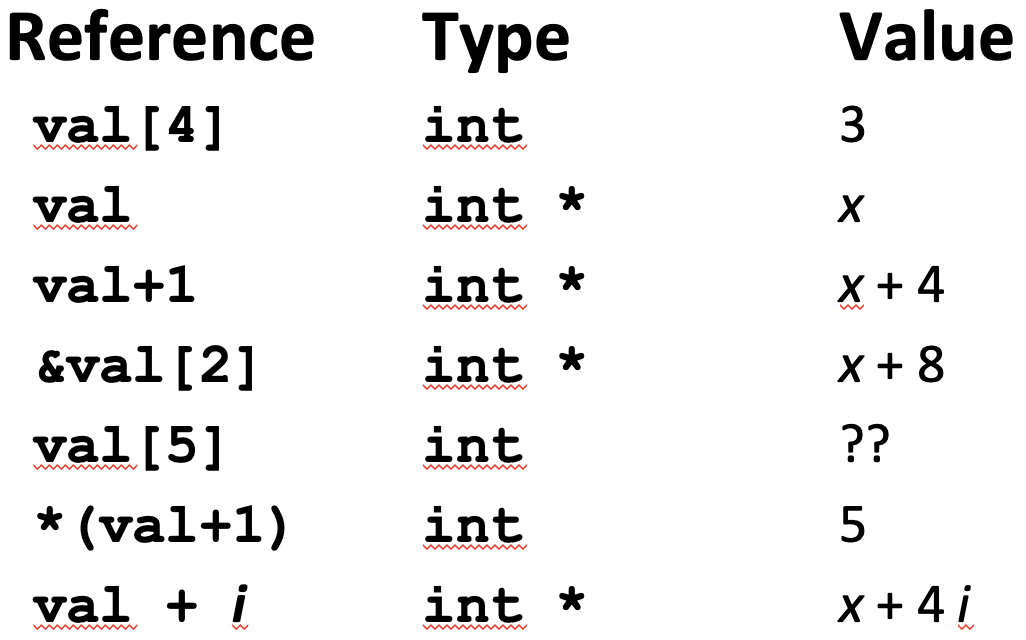 Reference Type Value
val[4] int 3
val int * x
val+1 int * x + 4
&val[2] int * x + 8
val[5] int ??
*(val+1) int 5
val + i int * x + 4 i